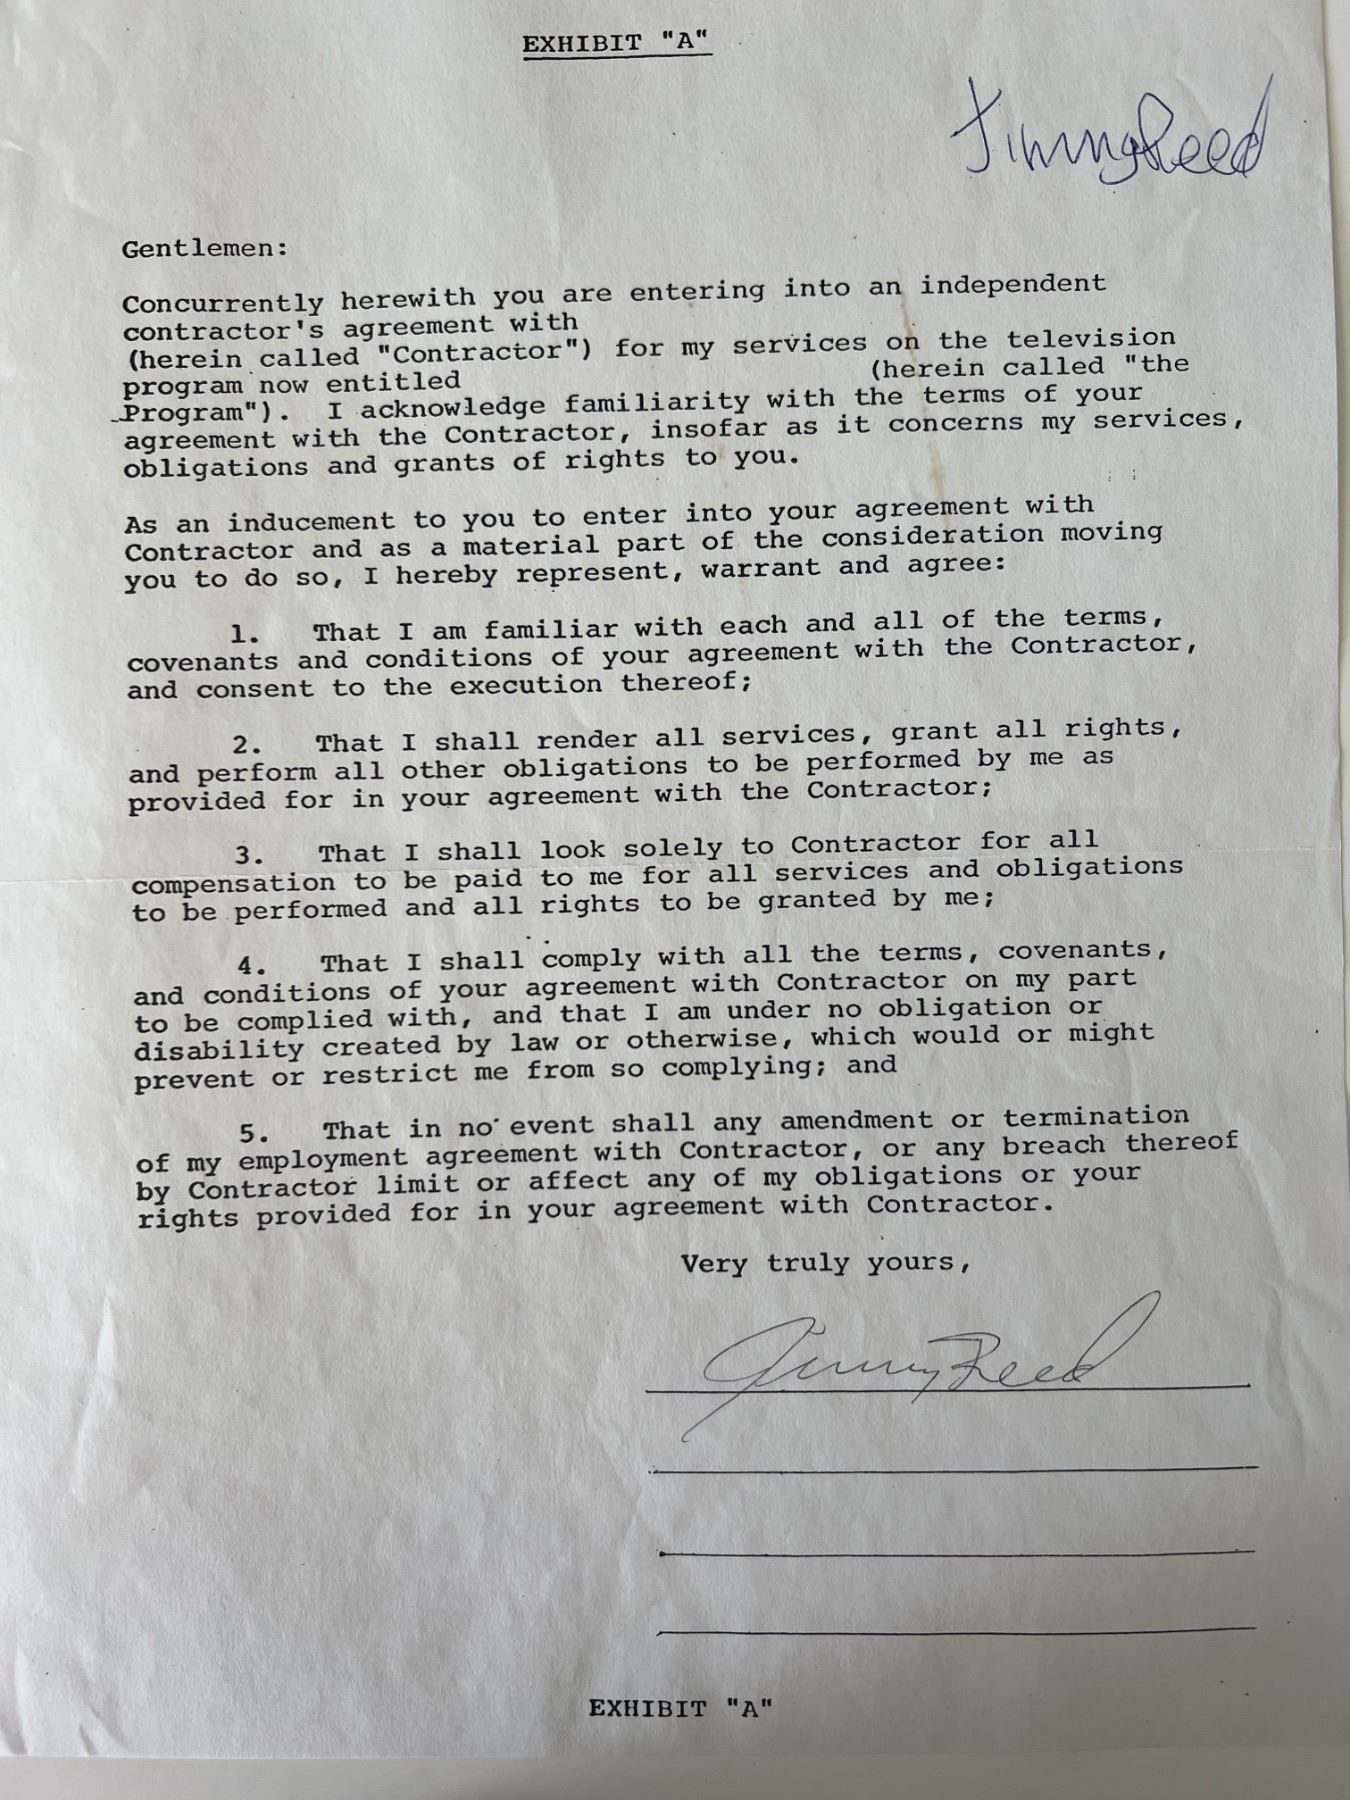 EXHIBIT "A"
Jimmy Reed
Gentlemen:
Concurrently herewith you are entering into an independent
contractor's agreement with
(herein called "Contractor") for my services on the television
program now entitled (herein called "the
Program"). I acknowledge familiarity with the terms of your
agreement with the Contractor, insofar as it concerns my services,
obligations and grants of rights to you.
As an inducement to you to enter into your agreement with
Contractor and as a material part of the consideration moving
you to do so, I hereby represent, warrant and agree:
1. That I am familiar with each and all of the terms,
covenants and conditions of your agreement with the Contractor,
and consent to the execution thereof;
2. That I shall render all services, grant all rights,
and perform all other obligations to be performed by me as
provided for in your agreement with the Contractor;
3. That I shall look solely to Contractor for all
compensation to be paid to me for all services and obligations
to be performed and all rights to be granted by me;
4. That I shall comply with all the terms, covenants,
and conditions of your agreement with Contractor on my part
to be complied with, and that I am under no obligation or
disability created by law or otherwise, which would or might
prevent or restrict me from so complying; and
5. That in no event shall any amendment or termination
of my employment agreement with Contractor, or any breach thereof
by Contractor limit or affect any of my obligations or your
rights provided for in your agreement with Contractor.
Very truly yours,
Jimmy Reed
EXHIBIT "A"